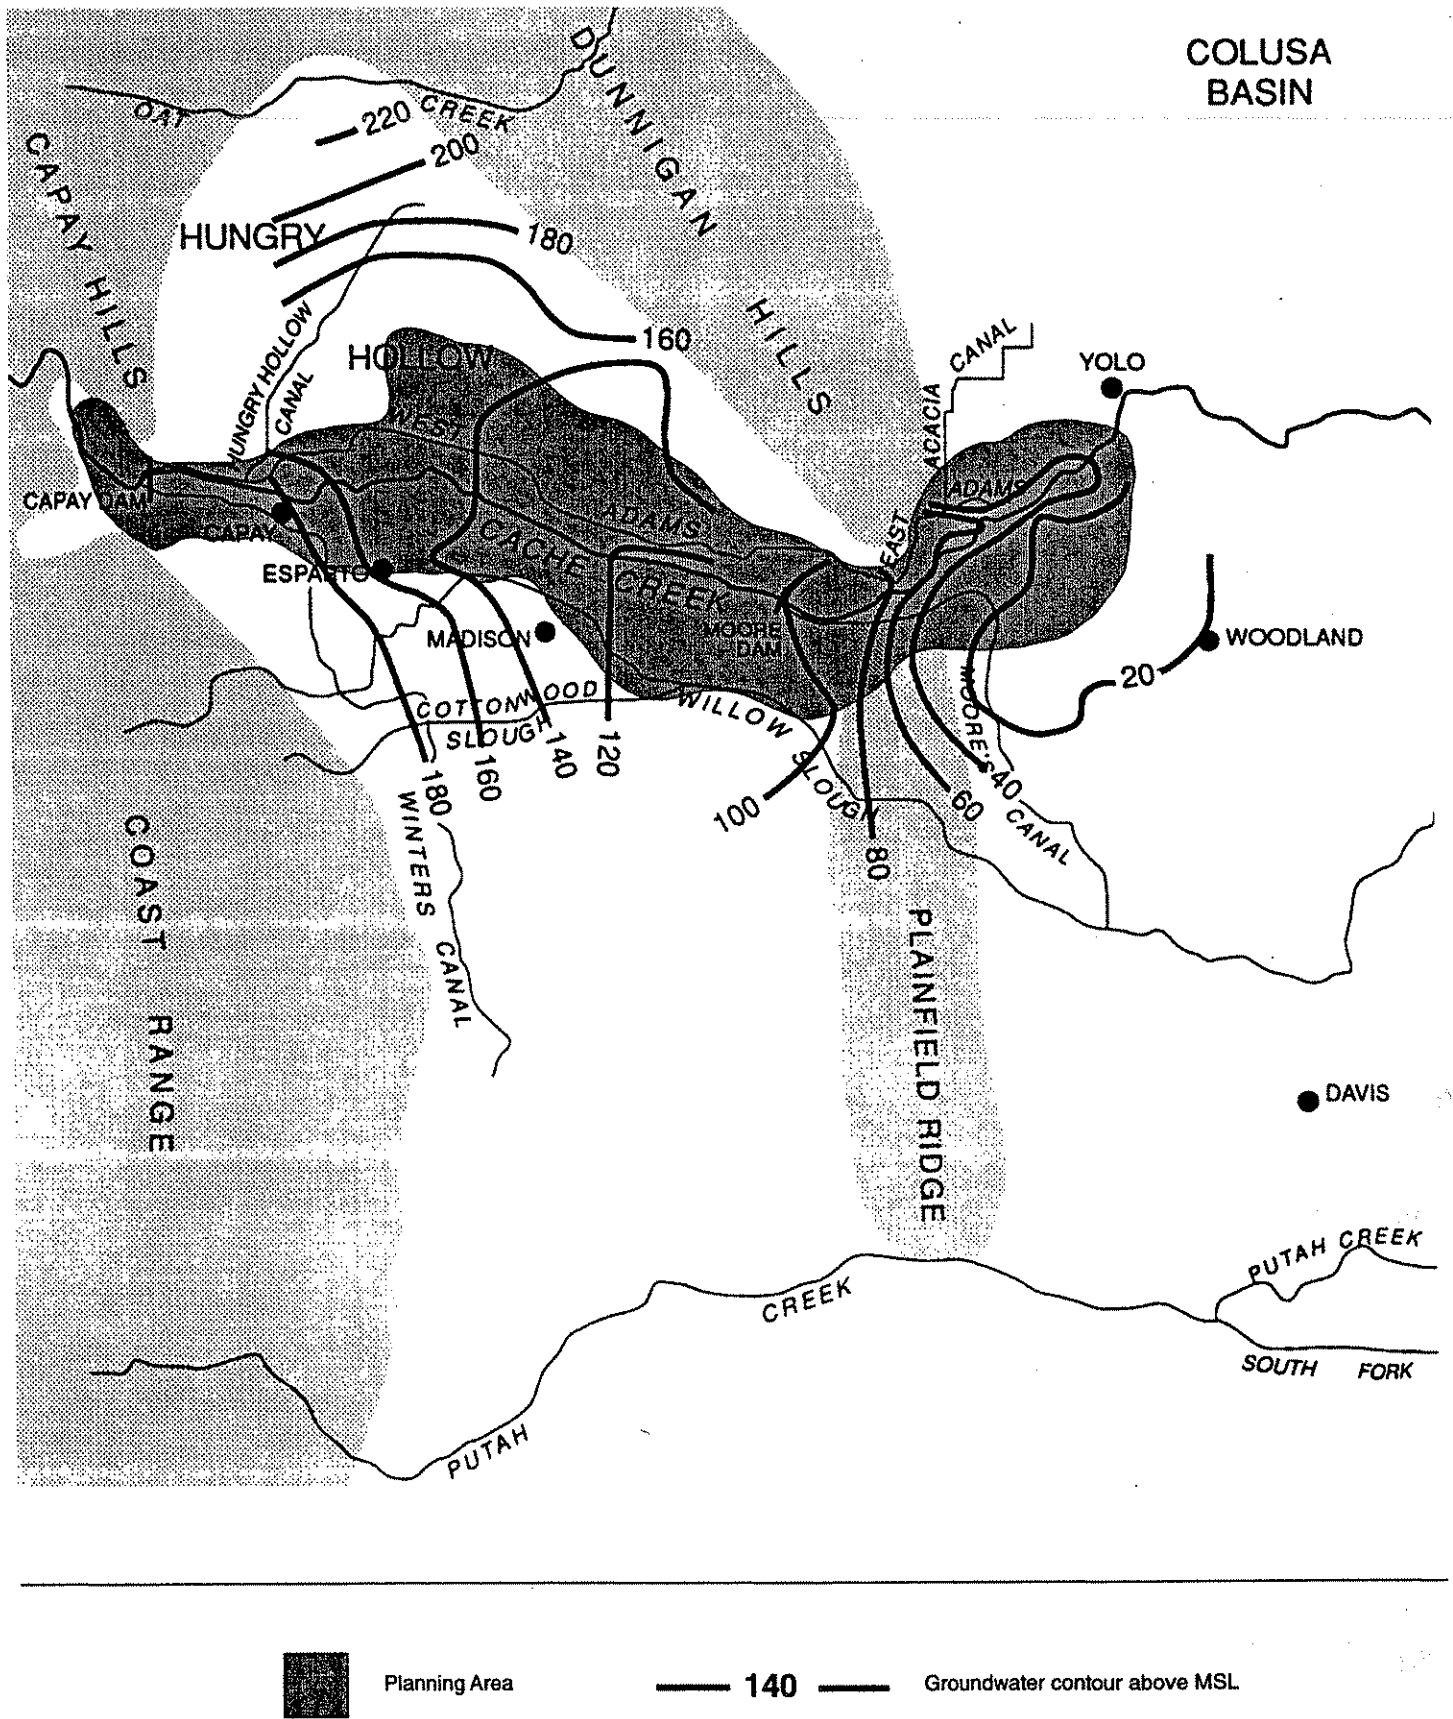 COLUSA
BASIN
DUNNIGAN
HILLS
OAT
CREEK
220
200
180
160
CAPAY HILLS
HUNGRY
HOLLOW
HUNGRY HOLLOW
CANAL
ACACIA
CANAL
YOLO
WEST
ADAMS
EAST
ADAMS
CAPAY DAM
CAPAY
ESPARTO
MADISON
CACHE
CREEK
MOORE
DAM
WOODLAND
20
COTTONWOOD
SLOUGH
WILLOW
SLOUGH
MOORE'S
CANAL
180
160
140
120
100
80
60
40
WINTERS
CANAL
COAST
RANGE
PLAINFIELD RIDGE
DAVIS
PUTAH
CREEK
PUTAH CREEK
SOUTH FORK
Planning Area
140
Groundwater contour above MSL